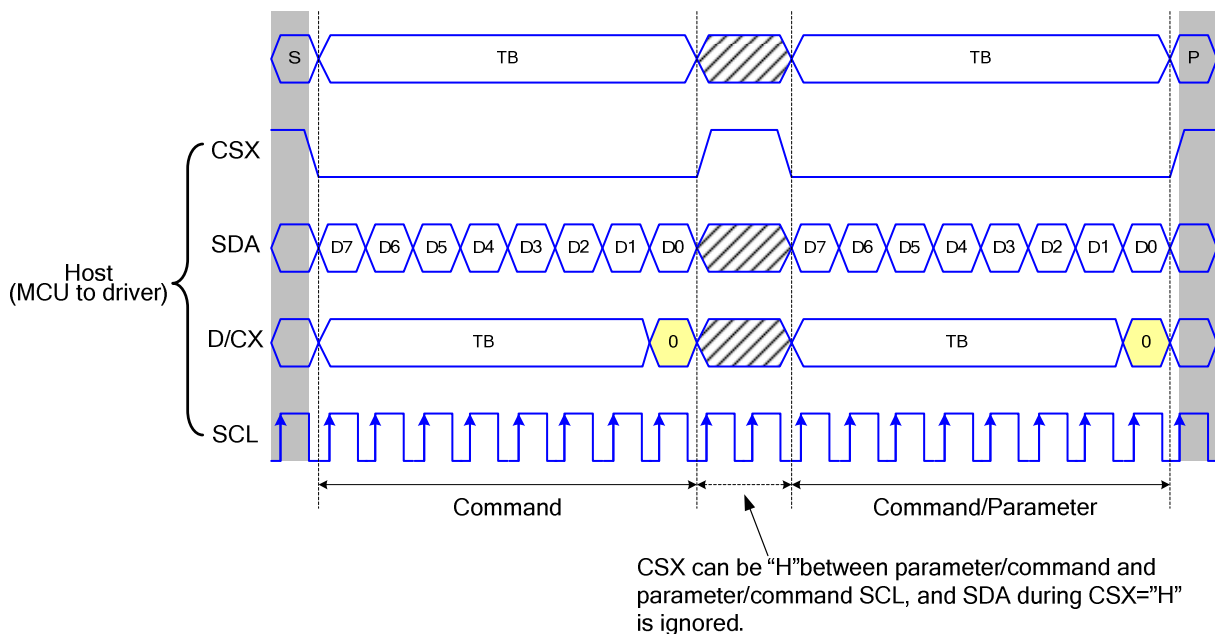 S TB TB P
CSX
SDA D7 D6 D5 D4 D3 D2 D1 D0 D7 D6 D5 D4 D3 D2 D1 D0
Host
(MCU to driver)
D/CX TB 0 TB 0
SCL
Command Command/Parameter
CSX can be “H”between parameter/command and
parameter/command SCL, and SDA during CSX=”H”
is ignored.